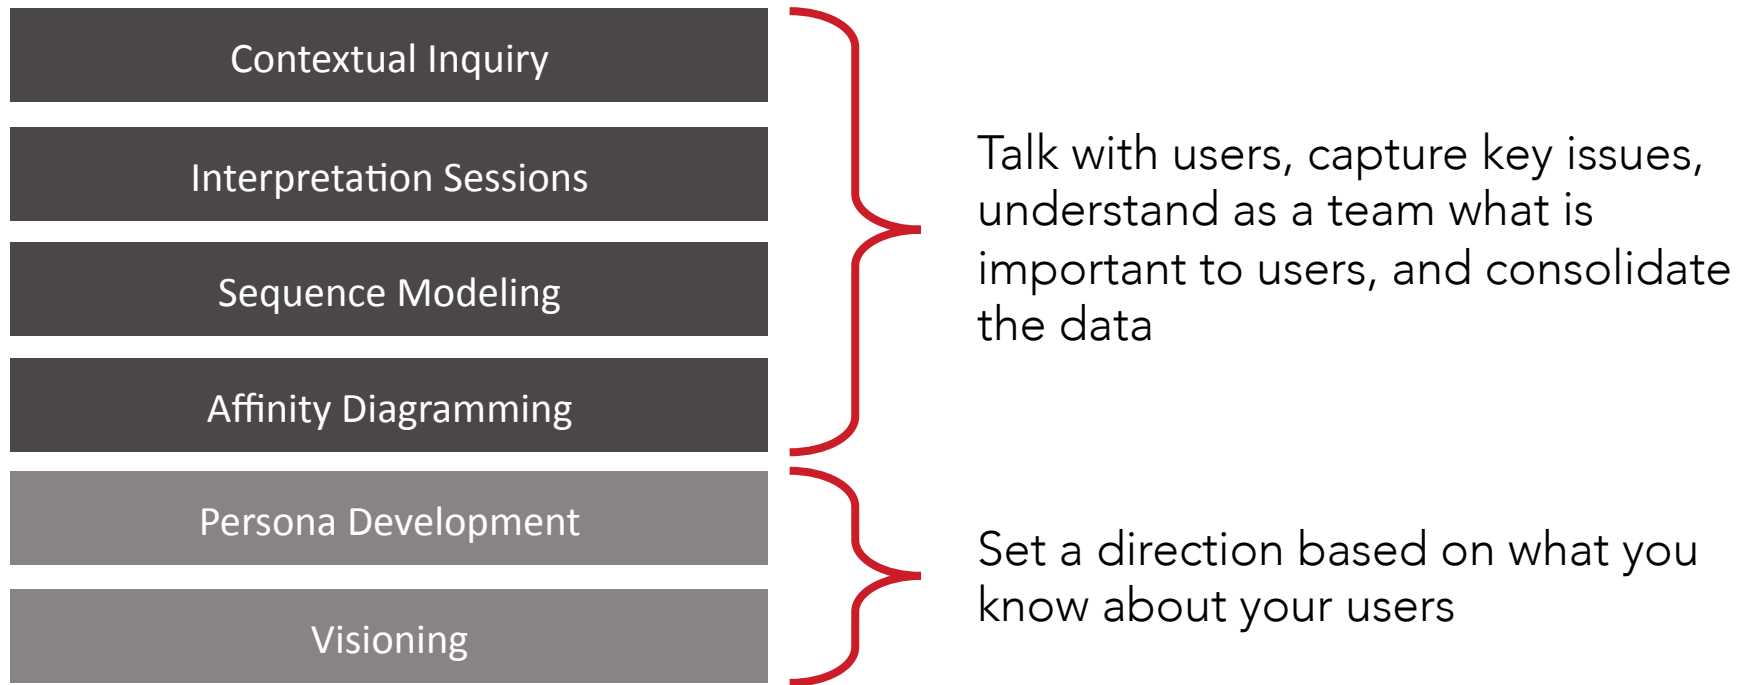 Contextual Inquiry
Interpretation Sessions
Sequence Modeling
Affinity Diagramming
Talk with users, capture key issues,
understand as a team what is
important to users, and consolidate
the data
Persona Development
Visioning
Set a direction based on what you
know about your users